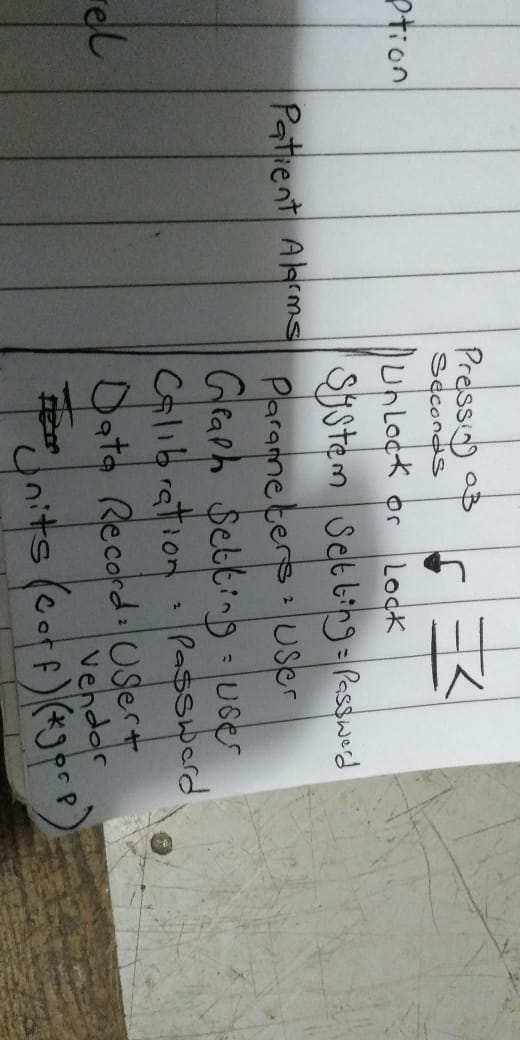 Pressing 03
Seconds
ption
Unlock or Lock
System Setting = Password
Patient Alarms
Parameters : User
Graph Setting = User
Calibration : Password
Data Record : User +
vendor
el
Units (C or F) (kg or P)